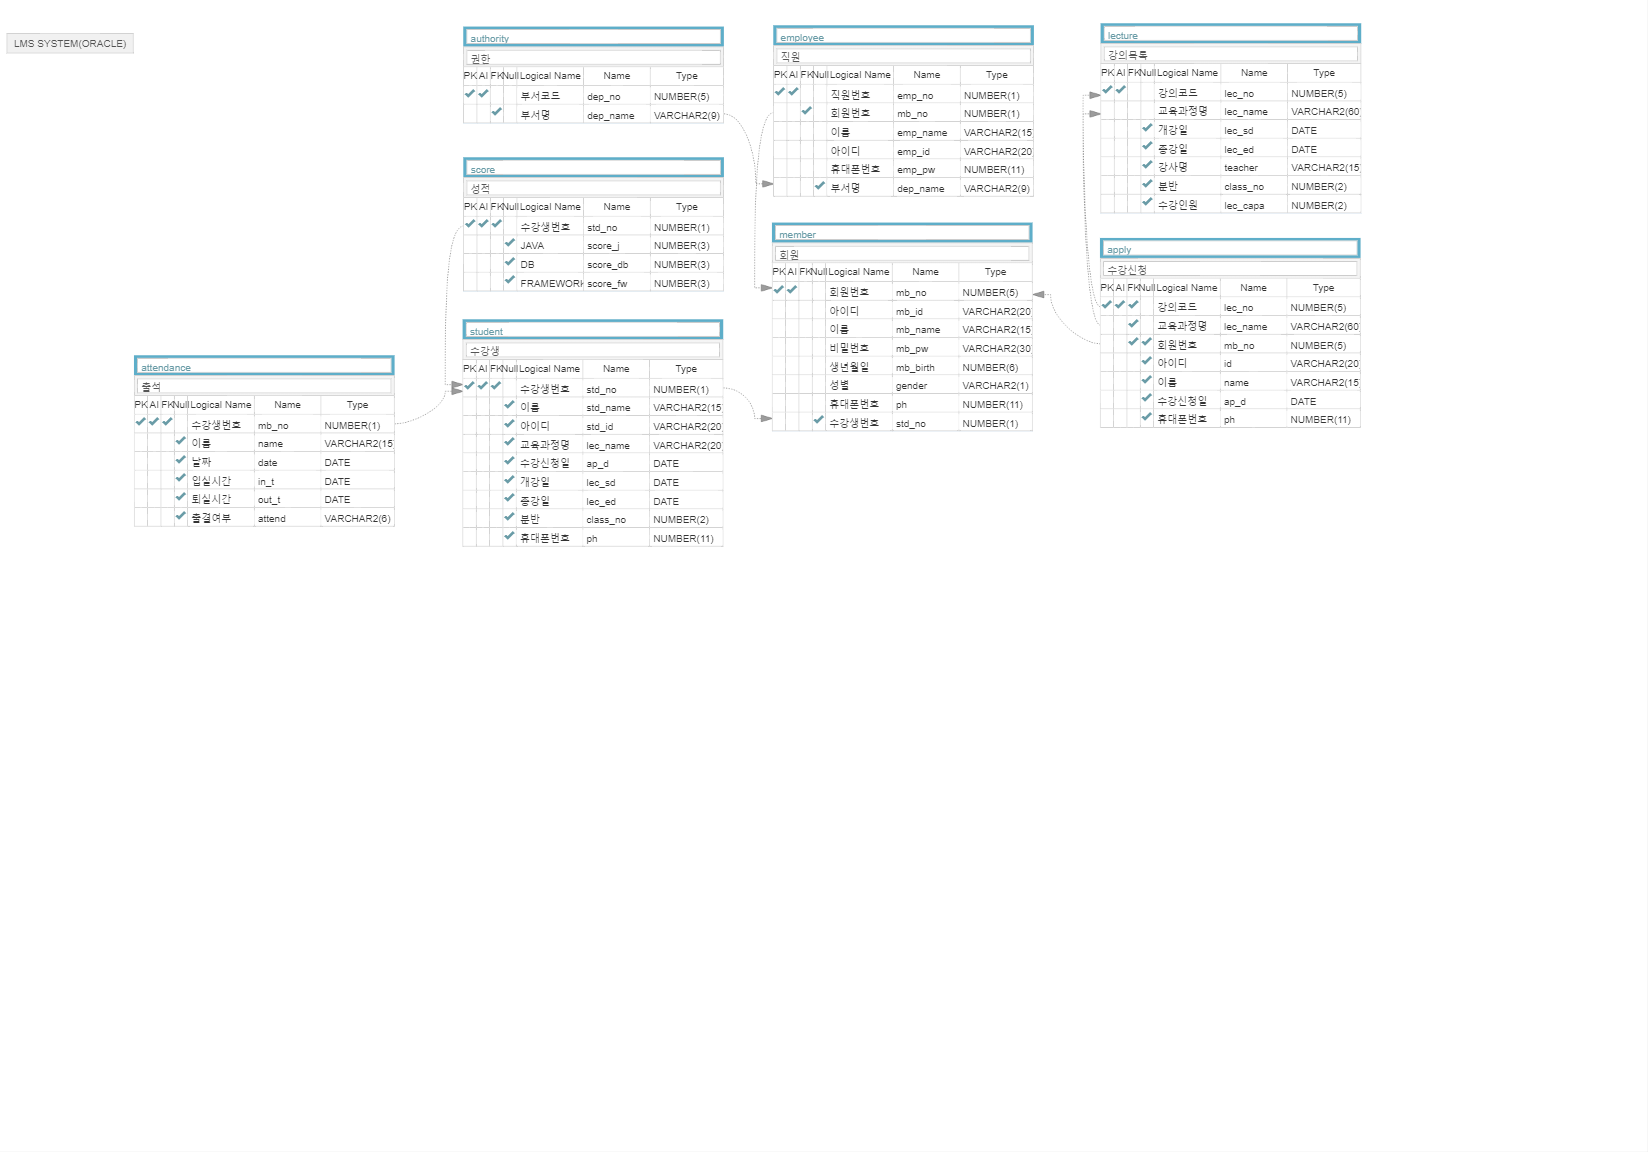 LMS SYSTEM(ORACLE)
authority
권한
PK AI FK Null Logical Name Name Type
부서코드 dep_no NUMBER(5)
부서명 dep_name VARCHAR2(9)
score
성적
PK AI FK Null Logical Name Name Type
수강생번호 std_no NUMBER(1)
JAVA score_j NUMBER(3)
DB score_db NUMBER(3)
FRAMEWORK score_fw NUMBER(3)
student
수강생
PK AI FK Null Logical Name Name Type
수강생번호 std_no NUMBER(1)
이름 std_name VARCHAR2(15)
아이디 std_id VARCHAR2(20)
교육과정명 lec_name VARCHAR2(20)
수강신청일 ap_d DATE
개강일 lec_sd DATE
종강일 lec_ed DATE
분반 class_no NUMBER(2)
휴대폰번호 ph NUMBER(11)
attendance
출석
PK AI FK Null Logical Name Name Type
수강생번호 mb_no NUMBER(1)
이름 name VARCHAR2(15)
날짜 date DATE
입실시간 in_t DATE
퇴실시간 out_t DATE
출결여부 attend VARCHAR2(6)
employee
직원
PK AI FK Null Logical Name Name Type
직원번호 emp_no NUMBER(1)
회원번호 mb_no NUMBER(1)
이름 emp_name VARCHAR2(15
아이디 emp_id VARCHAR2(20
휴대폰번호 emp_pw NUMBER(11)
부서명 dep_name VARCHAR2(9)
member
회원
PK AI FK Null Logical Name Name Type
회원번호 mb_no NUMBER(5)
아이디 mb_id VARCHAR2(20)
이름 mb_name VARCHAR2(15)
비밀번호 mb_pw VARCHAR2(30)
생년월일 mb_birth NUMBER(6)
성별 gender VARCHAR2(1)
휴대폰번호 ph NUMBER(11)
수강생번호 std_no NUMBER(1)
lecture
강의목록
PK AI FK Null Logical Name Name Type
강의코드 lec_no NUMBER(5)
교육과정명 lec_name VARCHAR2(60
개강일 lec_sd DATE
종강일 lec_ed DATE
강사명 teacher VARCHAR2(15)
분반 class_no NUMBER(2)
수강인원 lec_capa NUMBER(2)
apply
수강신청
PK AI FK Null Logical Name Name Type
강의코드 lec_no NUMBER(5)
교육과정명 lec_name VARCHAR2(60)
회원번호 mb_no NUMBER(5)
아이디 id VARCHAR2(20)
이름 name VARCHAR2(15)
수강신청일 ap_d DATE
휴대폰번호 ph NUMBER(11)